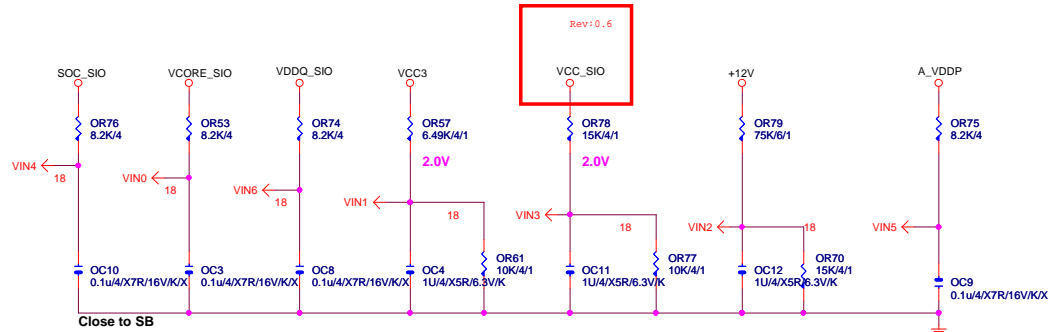 Rev:0.6
SOC_SIO
VCORE_SIO
VDDQ_SIO
VCC3
VCC_SIO
+12V
A_VDDP
OR76
8.2K/4
OR53
8.2K/4
OR74
8.2K/4
OR57
6.49K/4/1
OR78
15K/4/1
OR79
75K/6/1
OR75
8.2K/4
2.0V
2.0V
VIN4
18
VIN0
18
VIN6
18
VIN1
18
VIN3
18
VIN2
18
VIN5
OR61
10K/4/1
OR77
10K/4/1
OR70
15K/4/1
OC10
0.1u/4/X7R/16V/K/X
OC3
0.1u/4/X7R/16V/K/X
OC8
0.1u/4/X7R/16V/K/X
OC4
1U/4/X5R/6.3V/K
OC11
1U/4/X5R/6.3V/K
OC12
1U/4/X5R/6.3V/K
OC9
0.1u/4/X7R/16V/K/X
Close to SB